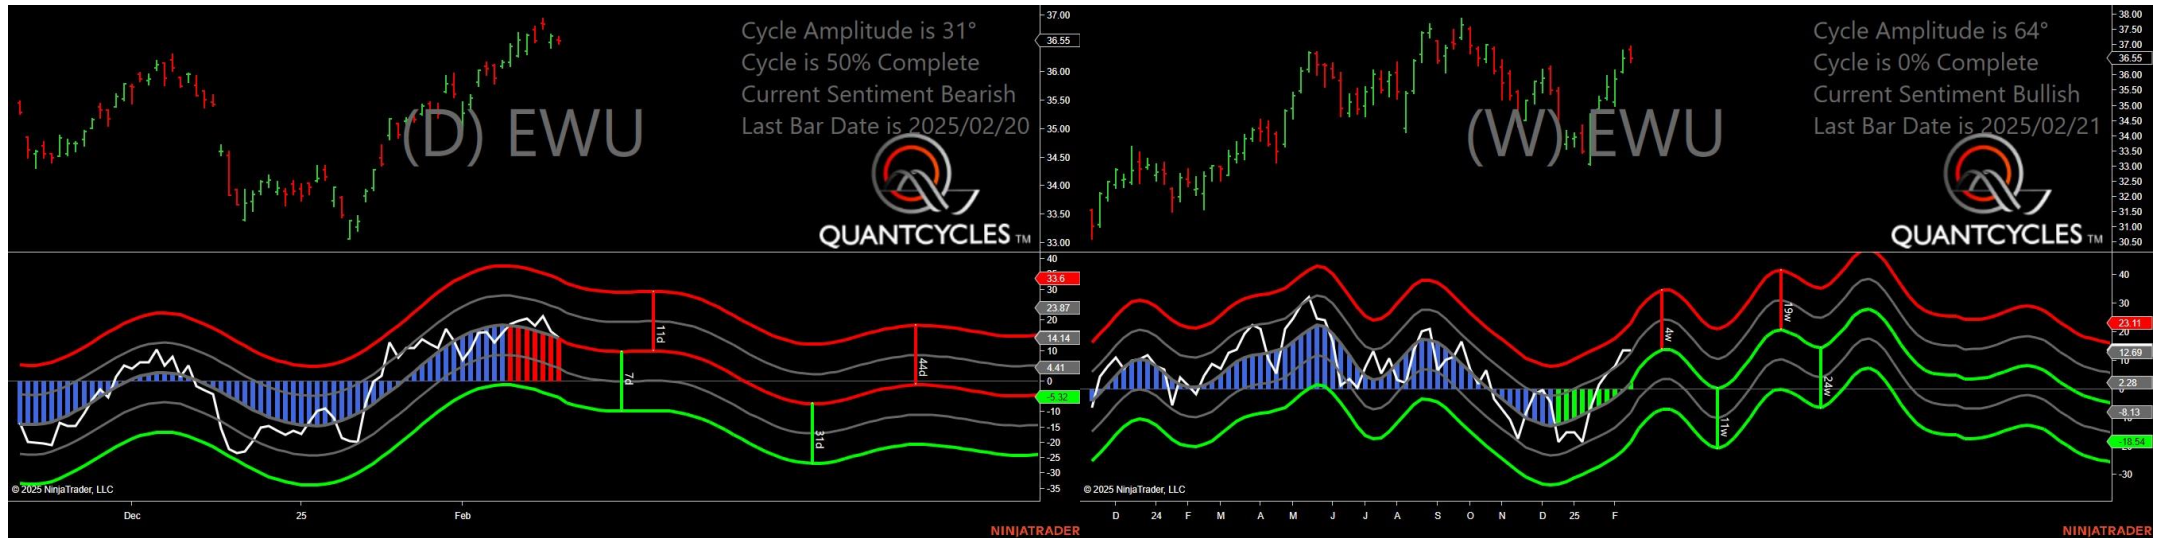 Cycle Amplitude is 31°
Cycle is 50% Complete
Current Sentiment Bearish
Last Bar Date is 2025/02/20
(D) EWU
QUANTCYCLES TM
37.00
36.55
36.00
35.50
35.00
34.50
34.00
33.50
33.00
40
33.6
30
23.87
20
14.14
10
4.41
0
-5.32
-10
-15
-20
-25
-30
-35
7d
11d
31d
44d
© 2025 NinjaTrader, LLC
Dec
25
Feb
NINJATRADER
Cycle Amplitude is 64°
Cycle is 0% Complete
Current Sentiment Bullish
Last Bar Date is 2025/02/21
(W) EWU
QUANTCYCLES TM
38.00
37.50
37.00
36.55
36.00
35.50
35.00
34.50
34.00
33.50
33.00
32.50
32.00
31.50
31.00
30.50
40
30
23.11
20
12.69
2.28
-8.13
-18.54
-30
4w
11w
19w
24w
© 2025 NinjaTrader, LLC
D
24
F
M
A
M
J
J
A
S
O
N
D
25
F
NINJATRADER